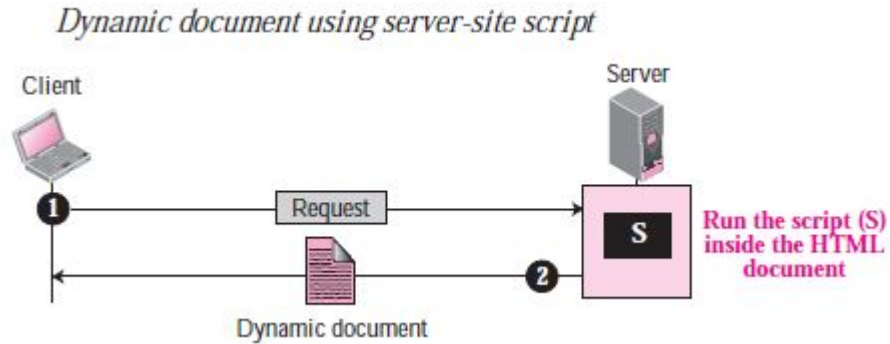 Dynamic document using server-site script
Client
Server
1
Request
S
Run the script (S)
inside the HTML
document
2
Dynamic document